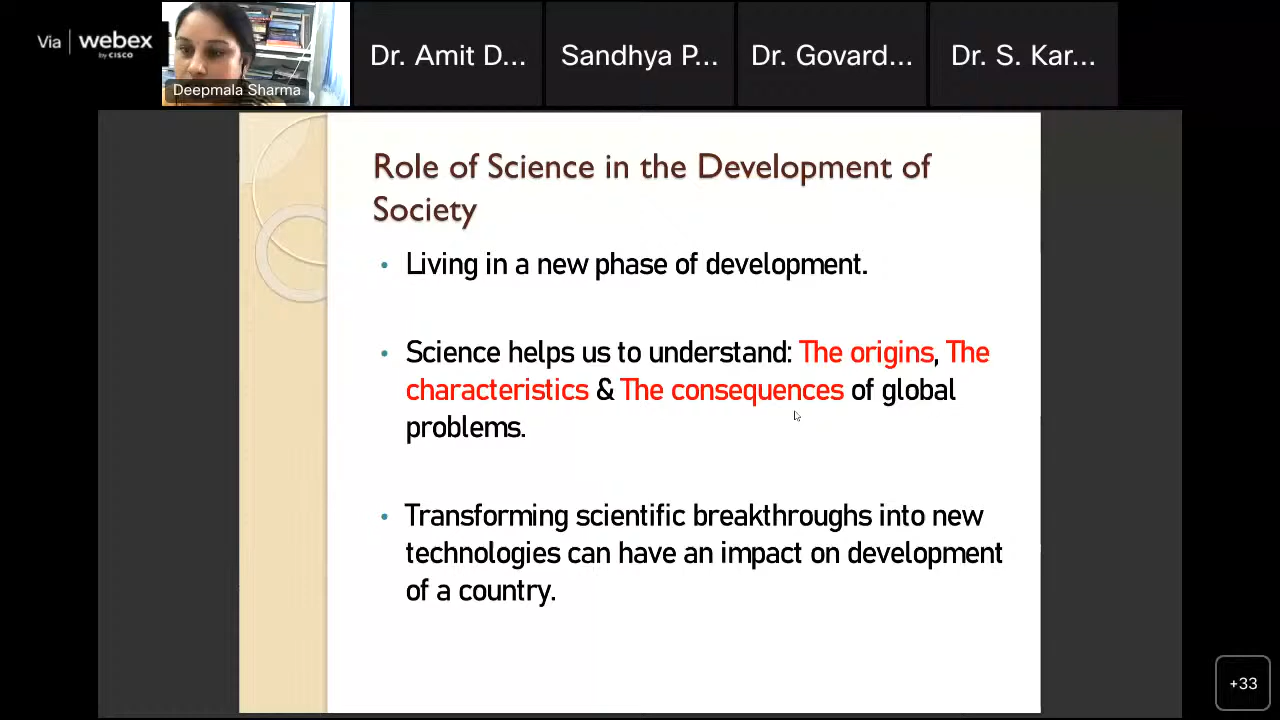 Via webex
by CISCO
Deepmala Sharma
Dr. Amit D...
Sandhya P...
Dr. Govard...
Dr. S. Kar...
Role of Science in the Development of
Society
• Living in a new phase of development.
• Science helps us to understand: The origins, The
characteristics & The consequences of global
problems.
• Transforming scientific breakthroughs into new
technologies can have an impact on development
of a country.
+33